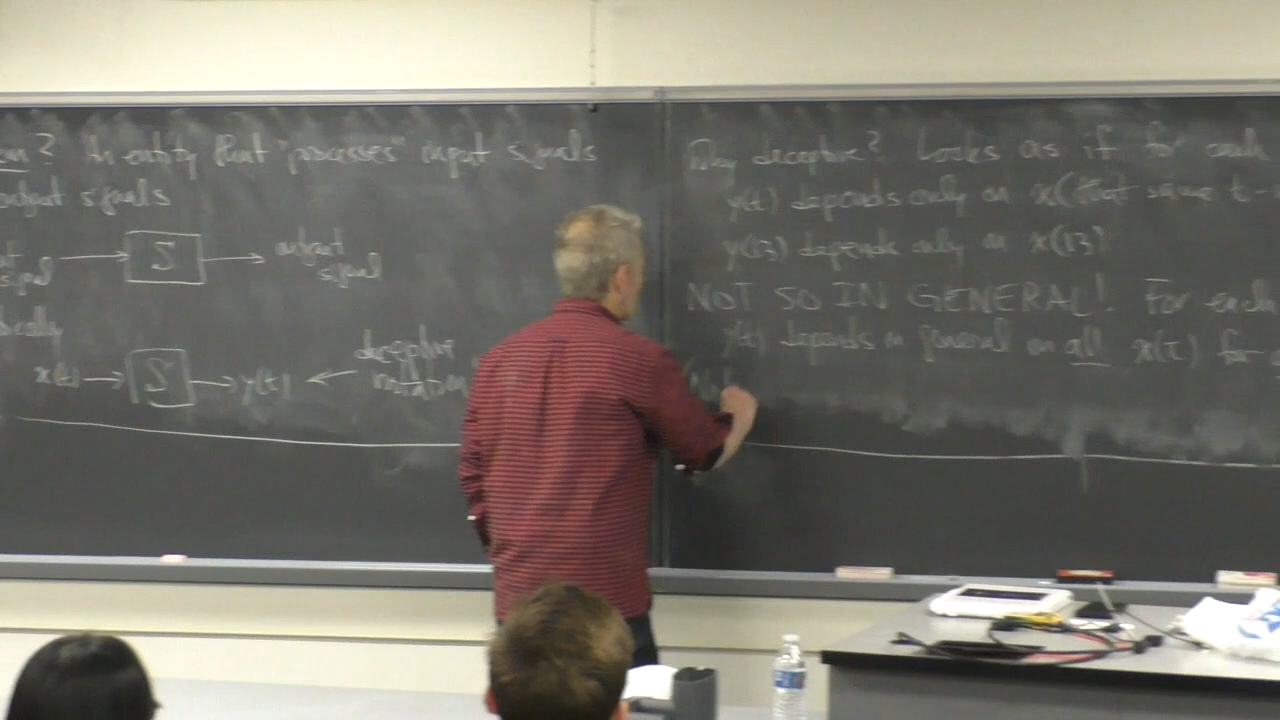 ? An entity that "processes" input signals
output signals
S
output
signal
x(t) → S → y(t) ← deceptive
notation
Why deceptive? Looks as if for each
y(t) depends only on x(that same t-
y(13) depends only on x(13)
NOT SO IN GENERAL! For each
y(t) depends in general on all x(τ) for